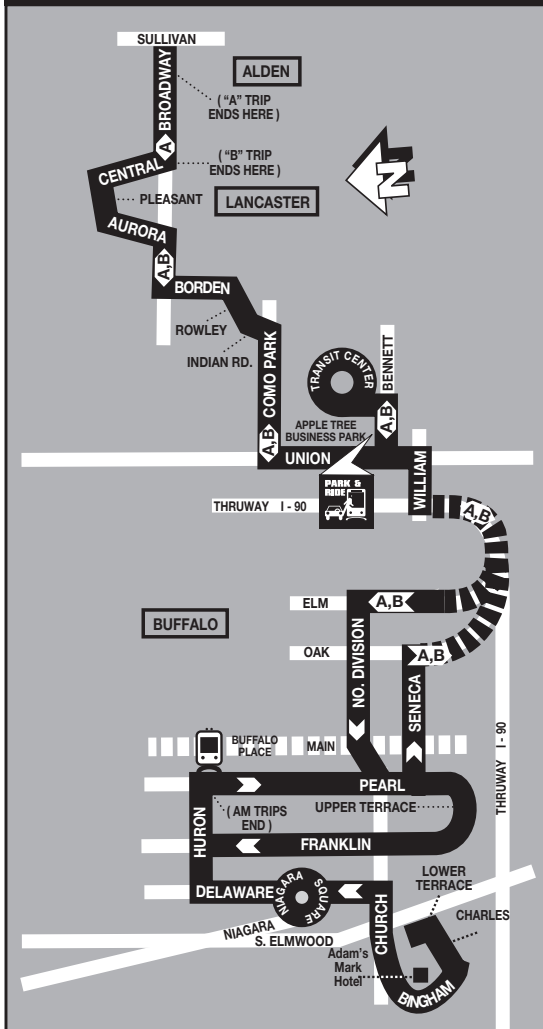 SULLIVAN
BROADWAY
ALDEN
( “A” TRIP
ENDS HERE )
A
( “B” TRIP
ENDS HERE )
CENTRAL
PLEASANT
LANCASTER
N
AURORA
A,B
BORDEN
ROWLEY
INDIAN RD.
COMO PARK
TRANSIT CENTER
BENNETT
A,B
A,B
APPLE TREE
BUSINESS PARK
UNION
WILLIAM
PARK &
RIDE
THRUWAY I - 90
A,B
ELM
A,B
BUFFALO
NO. DIVISION
OAK
A,B
SENECA
THRUWAY I - 90
BUFFALO
PLACE
MAIN
PEARL
( AM TRIPS
END )
UPPER TERRACE
HURON
FRANKLIN
LOWER
TERRACE
DELAWARE
NIAGARA SQUARE
CHURCH
CHARLES
NIAGARA
S. ELMWOOD
Adam’s
Mark
Hotel
BINGHAM